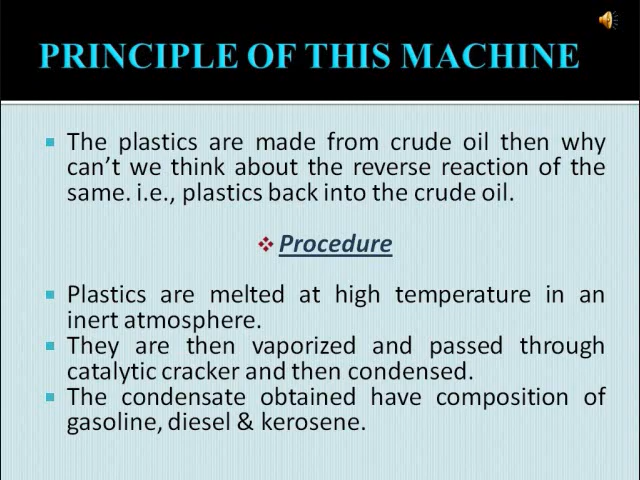 PRINCIPLE OF THIS MACHINE
The plastics are made from crude oil then why
can't we think about the reverse reaction of the
same. i.e., plastics back into the crude oil.
Procedure
Plastics are melted at high temperature in an
inert atmosphere.
They are then vaporized and passed through
catalytic cracker and then condensed.
The condensate obtained have composition of
gasoline, diesel & kerosene.